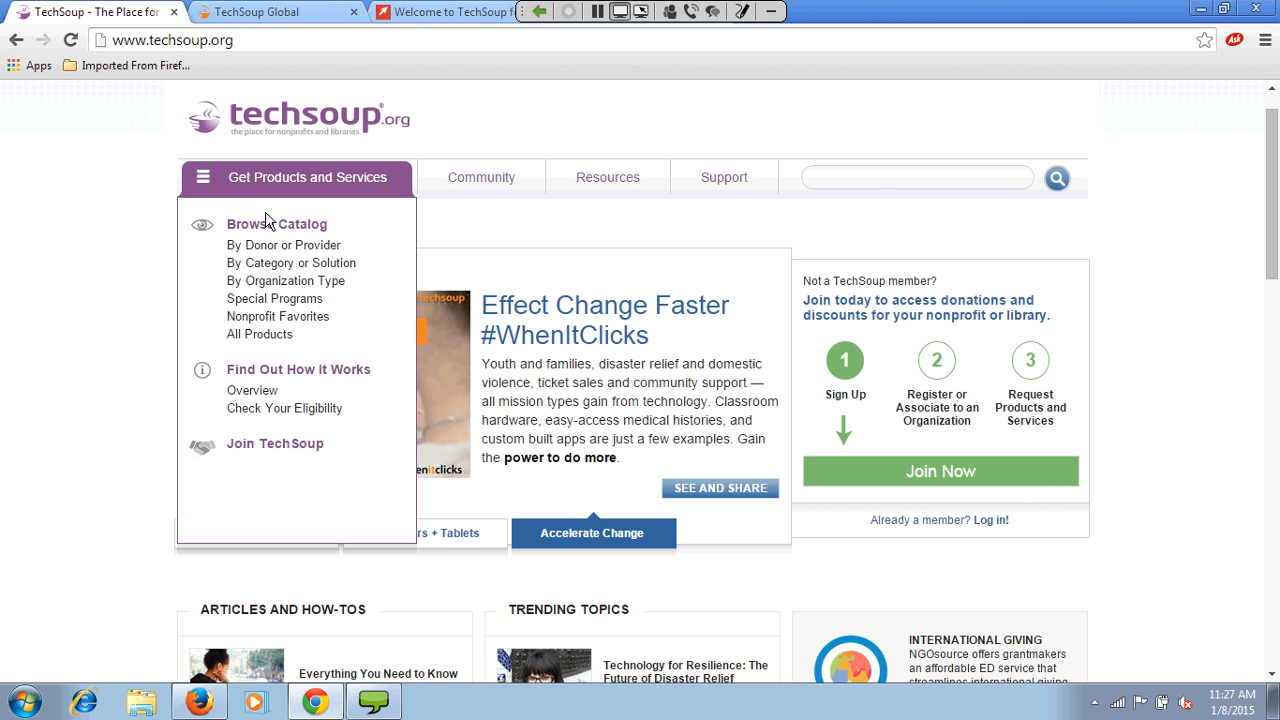 TechSoup - The Place for
TechSoup Global
Welcome to TechSoup f
www.techsoup.org
Ask
Apps
Imported From Firef...
techsoup.org
the place for nonprofits and libraries
Get Products and Services
Community
Resources
Support
Browse Catalog
By Donor or Provider
By Category or Solution
By Organization Type
Special Programs
Nonprofit Favorites
All Products
Find Out How It Works
Overview
Check Your Eligibility
Join TechSoup
techsoup
enitclicks
Effect Change Faster
#WhenItClicks
Youth and families, disaster relief and domestic
violence, ticket sales and community support —
all mission types gain from technology. Classroom
hardware, easy-access medical histories, and
custom built apps are just a few examples. Gain
the power to do more.
SEE AND SHARE
rs + Tablets
Accelerate Change
Not a TechSoup member?
Join today to access donations and
discounts for your nonprofit or library.
1
2
3
Sign Up
Register or
Associate to an
Organization
Request
Products and
Services
Join Now
Already a member? Log in!
ARTICLES AND HOW-TOS
Everything You Need to Know
TRENDING TOPICS
Technology for Resilience: The
Future of Disaster Relief
INTERNATIONAL GIVING
NGOsource offers grantmakers
an affordable ED service that
streamlines international giving
11:27 AM
1/8/2015